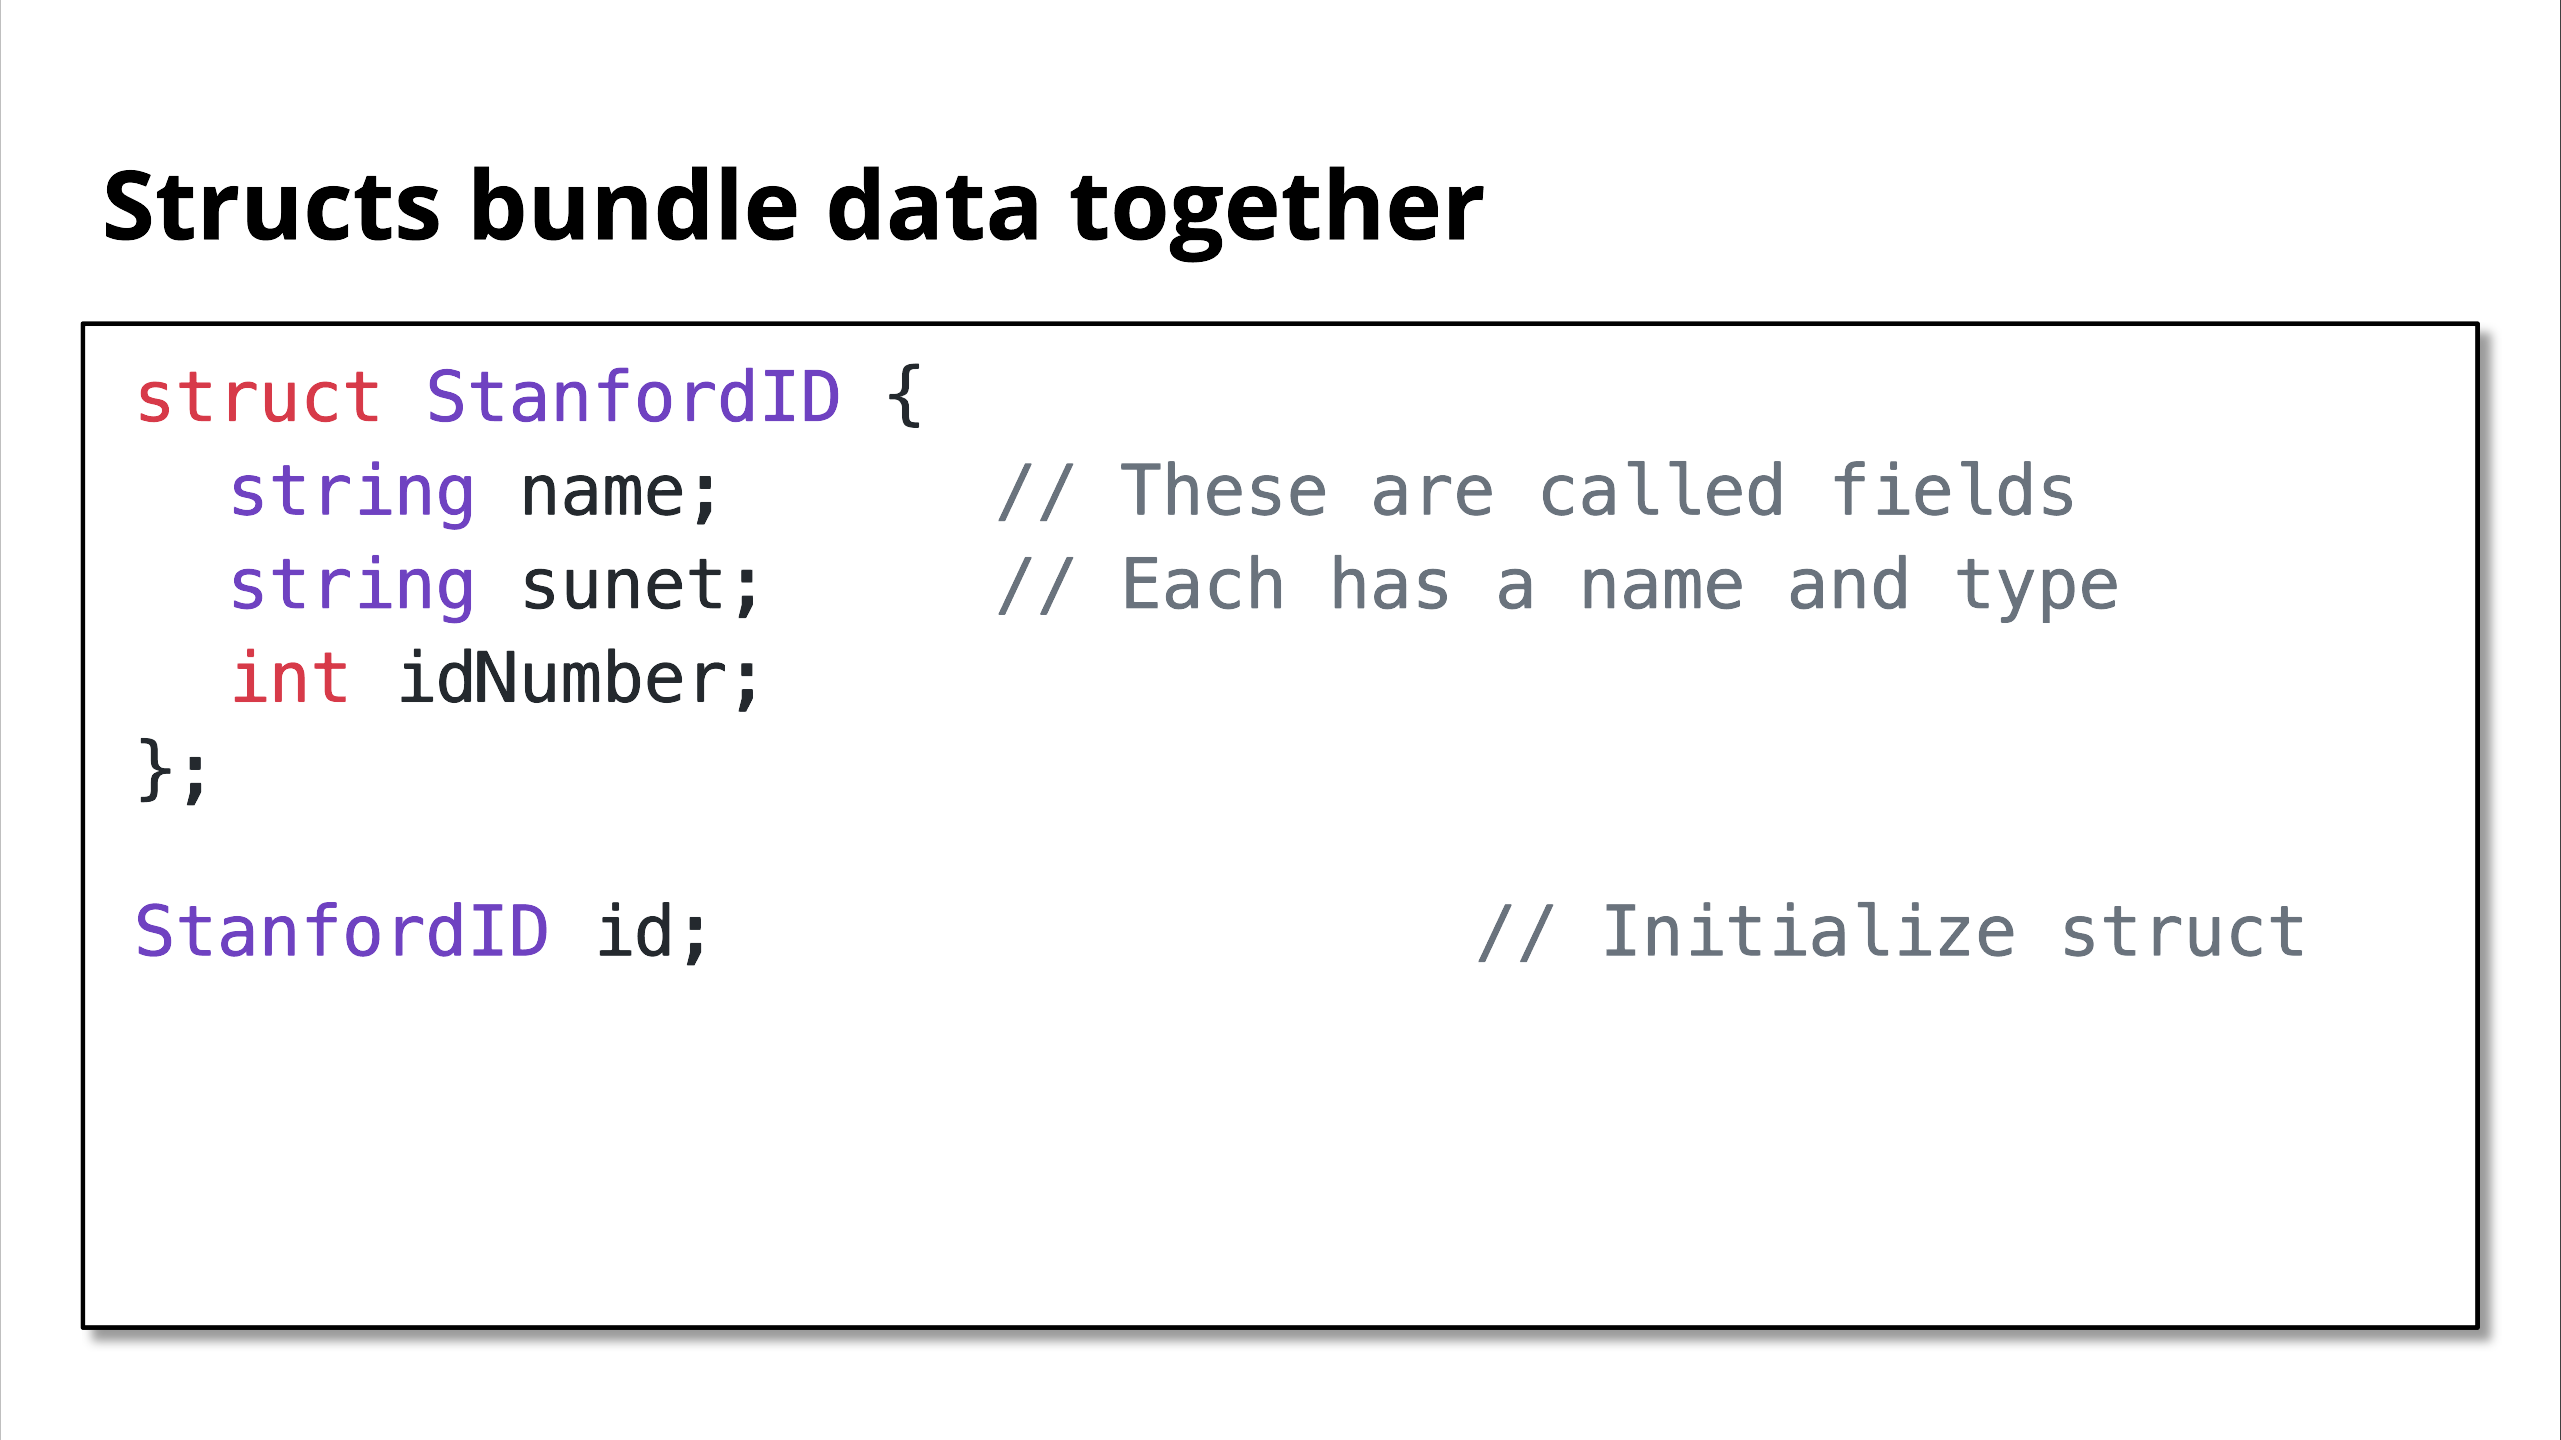 Structs bundle data together
struct StanfordID {
string name; // These are called fields
string sunet; // Each has a name and type
int idNumber;
};
StanfordID id; // Initialize struct